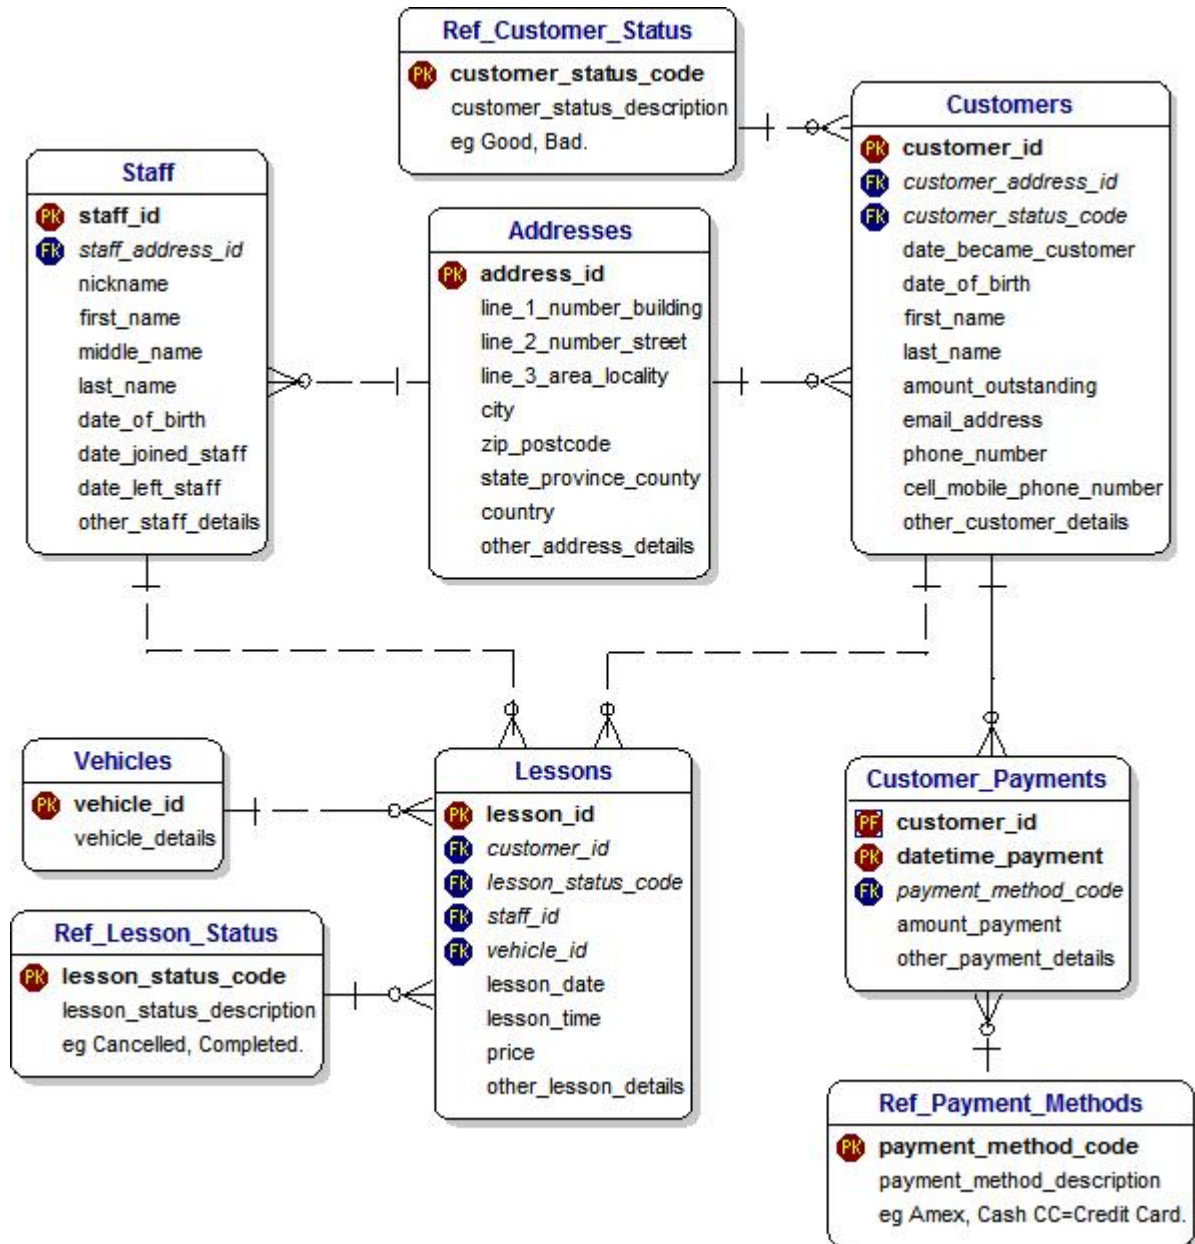 Ref_Customer_Status
PK customer_status_code
customer_status_description
eg Good, Bad.
Customers
PK customer_id
FK customer_address_id
FK customer_status_code
date_became_customer
date_of_birth
first_name
last_name
amount_outstanding
email_address
phone_number
cell_mobile_phone_number
other_customer_details
Staff
PK staff_id
FK staff_address_id
nickname
first_name
middle_name
last_name
date_of_birth
date_joined_staff
date_left_staff
other_staff_details
Addresses
PK address_id
line_1_number_building
line_2_number_street
line_3_area_locality
city
zip_postcode
state_province_county
country
other_address_details
Vehicles
PK vehicle_id
vehicle_details
Lessons
PK lesson_id
FK customer_id
FK lesson_status_code
FK staff_id
FK vehicle_id
lesson_date
lesson_time
price
other_lesson_details
Customer_Payments
PF customer_id
PK datetime_payment
FK payment_method_code
amount_payment
other_payment_details
Ref_Lesson_Status
PK lesson_status_code
lesson_status_description
eg Cancelled, Completed.
Ref_Payment_Methods
PK payment_method_code
payment_method_description
eg Amex, Cash CC=Credit Card.